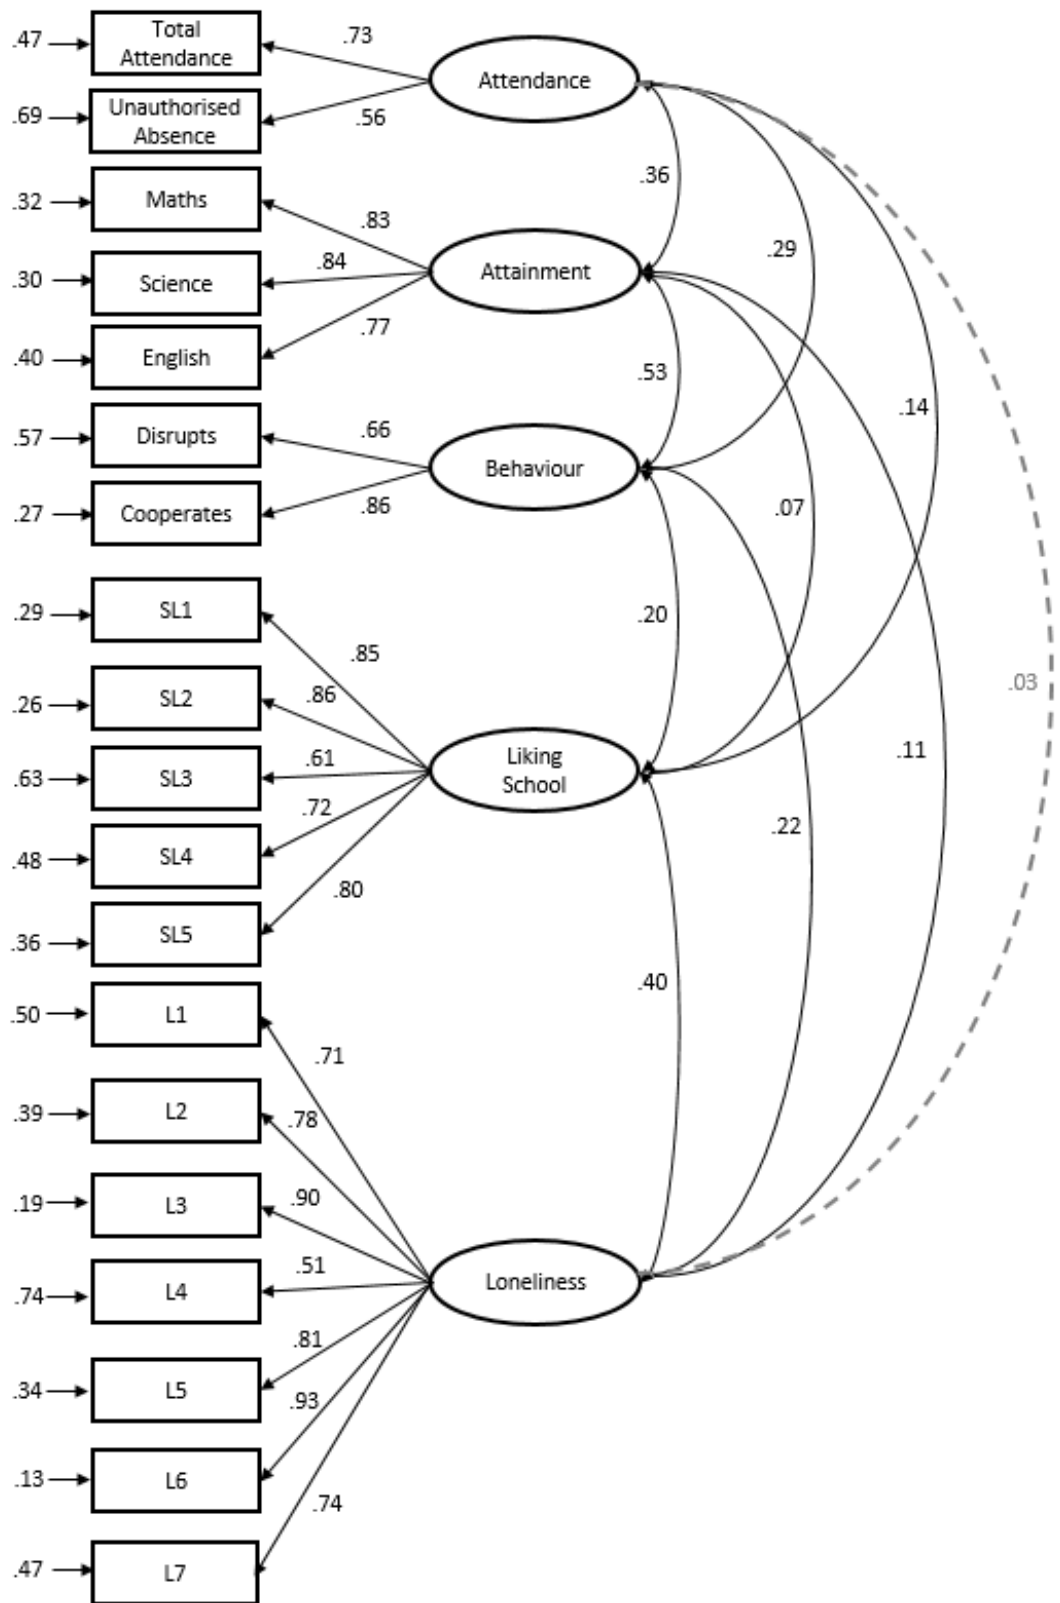 .47
Total
Attendance
.73
Attendance
.69
Unauthorised
Absence
.56
.36
.32
Maths
.83
.29
.30
Science
.84
Attainment
.40
English
.77
.53
.14
.57
Disrupts
.66
Behaviour
.27
Cooperates
.86
.07
.29
SL1
.85
.20
.26
SL2
.86
.03
.63
SL3
.61
Liking
School
.11
.48
SL4
.72
.22
.36
SL5
.80
.40
.50
L1
.71
.39
L2
.78
.19
L3
.90
.74
L4
.51
Loneliness
.34
L5
.81
.93
.13
L6
.74
.47
L7